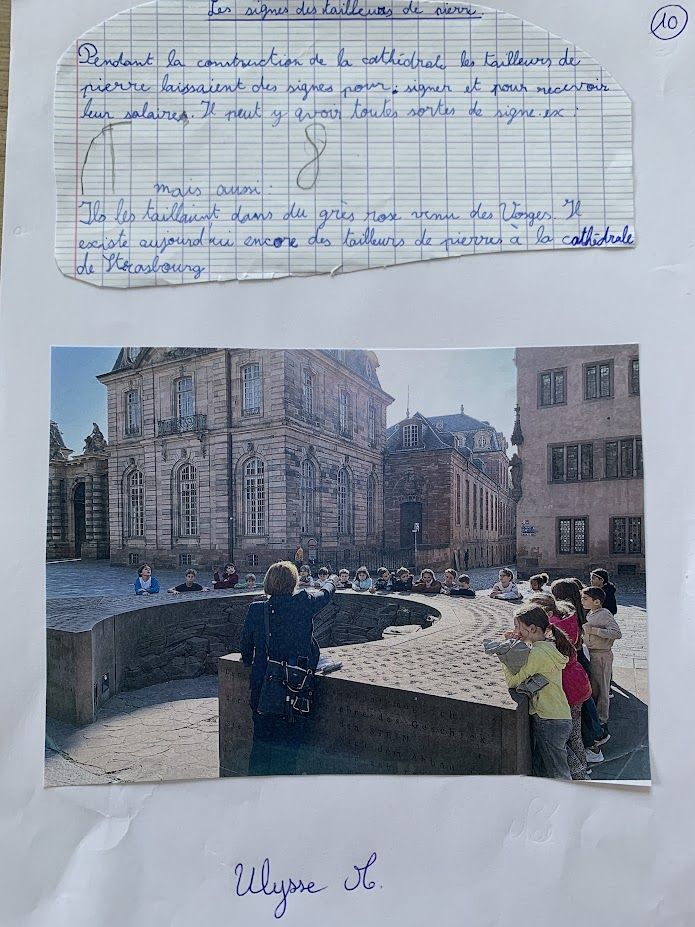 Les signes des tailleurs de pierre
10
Pendant la construction de la cathédrale les tailleurs de
pierre laissaient des signes pour signer et pour recevoir
leur salaires. Il peut y avoir toutes sortes de signe ex :
mais aussi :
Ils les taillaient dans du grès rose venu des Vosges. Il
existe aujourd'ui encore des tailleurs de pierres à la cathédrale
de Strasbourg
Ulysse M.